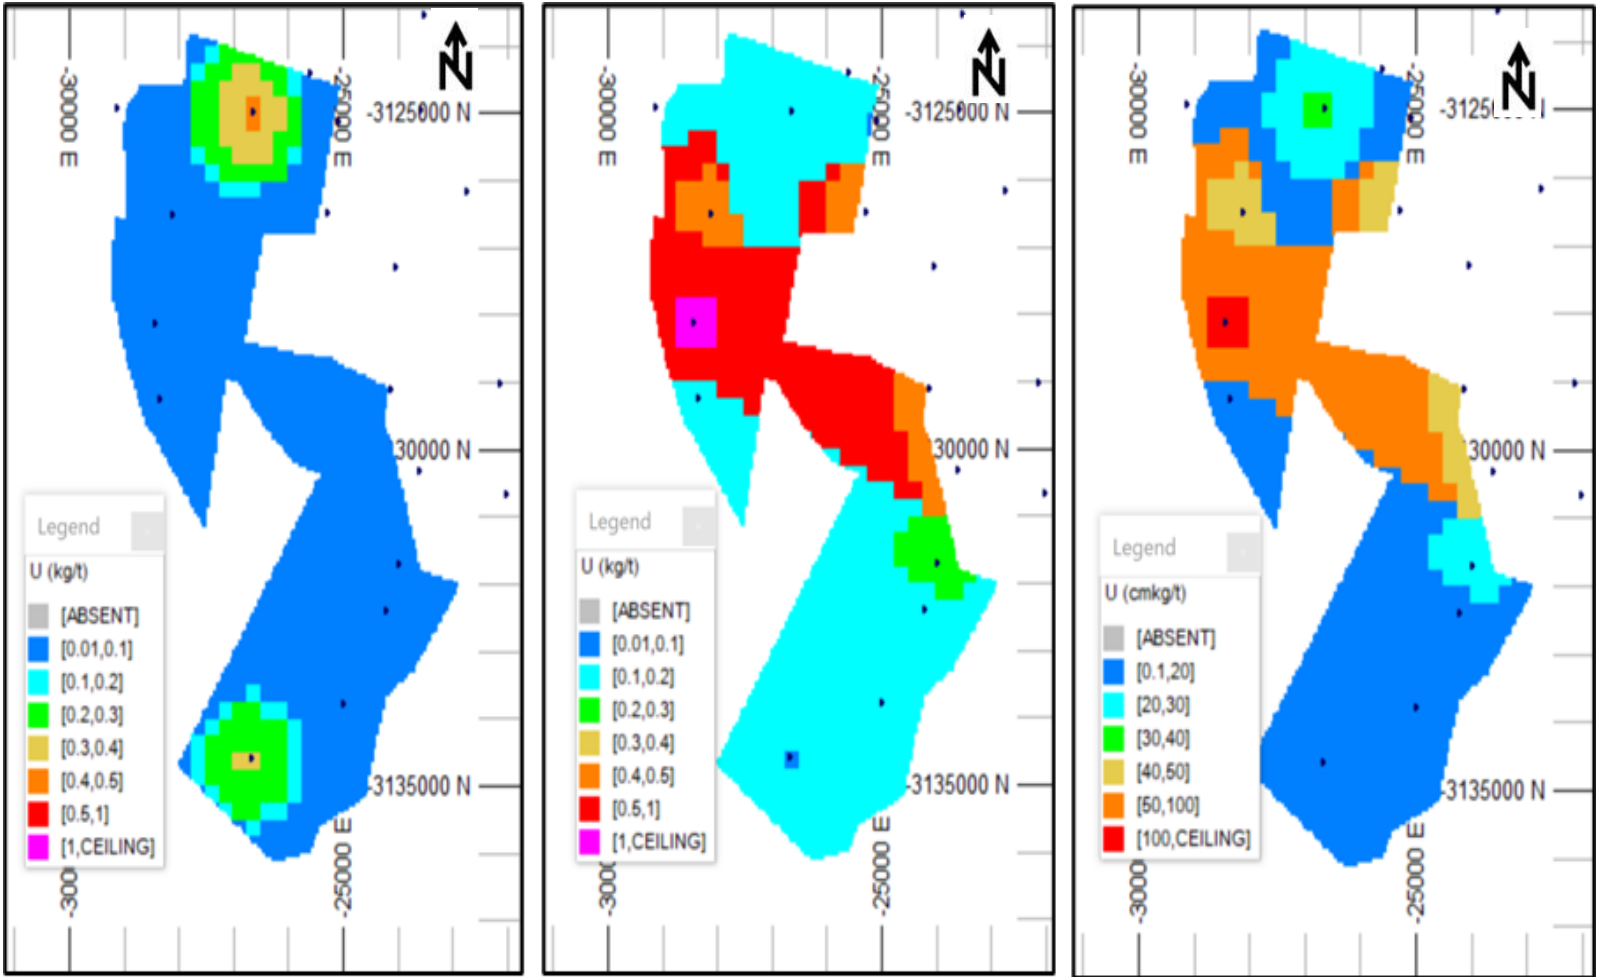 N
-30000 E
-25000 E
-3125000 N
30000 N
-3135000 N
-3000
-25000 E
Legend
U (kg/t)
[ABSENT]
[0.01,0.1]
[0.1,0.2]
[0.2,0.3]
[0.3,0.4]
[0.4,0.5]
[0.5,1]
[1,CEILING]
N
-30000 E
-25000 E
-3125000 N
30000 N
-3135000 N
-3000
-25000 E
Legend
U (kg/t)
[ABSENT]
[0.01,0.1]
[0.1,0.2]
[0.2,0.3]
[0.3,0.4]
[0.4,0.5]
[0.5,1]
[1,CEILING]
N
-30000 E
-25000 E
-3125
30000 N
-3135000 N
-3000
-25000 E
Legend
U (cmkg/t)
[ABSENT]
[0.1,20]
[20,30]
[30,40]
[40,50]
[50,100]
[100,CEILING]